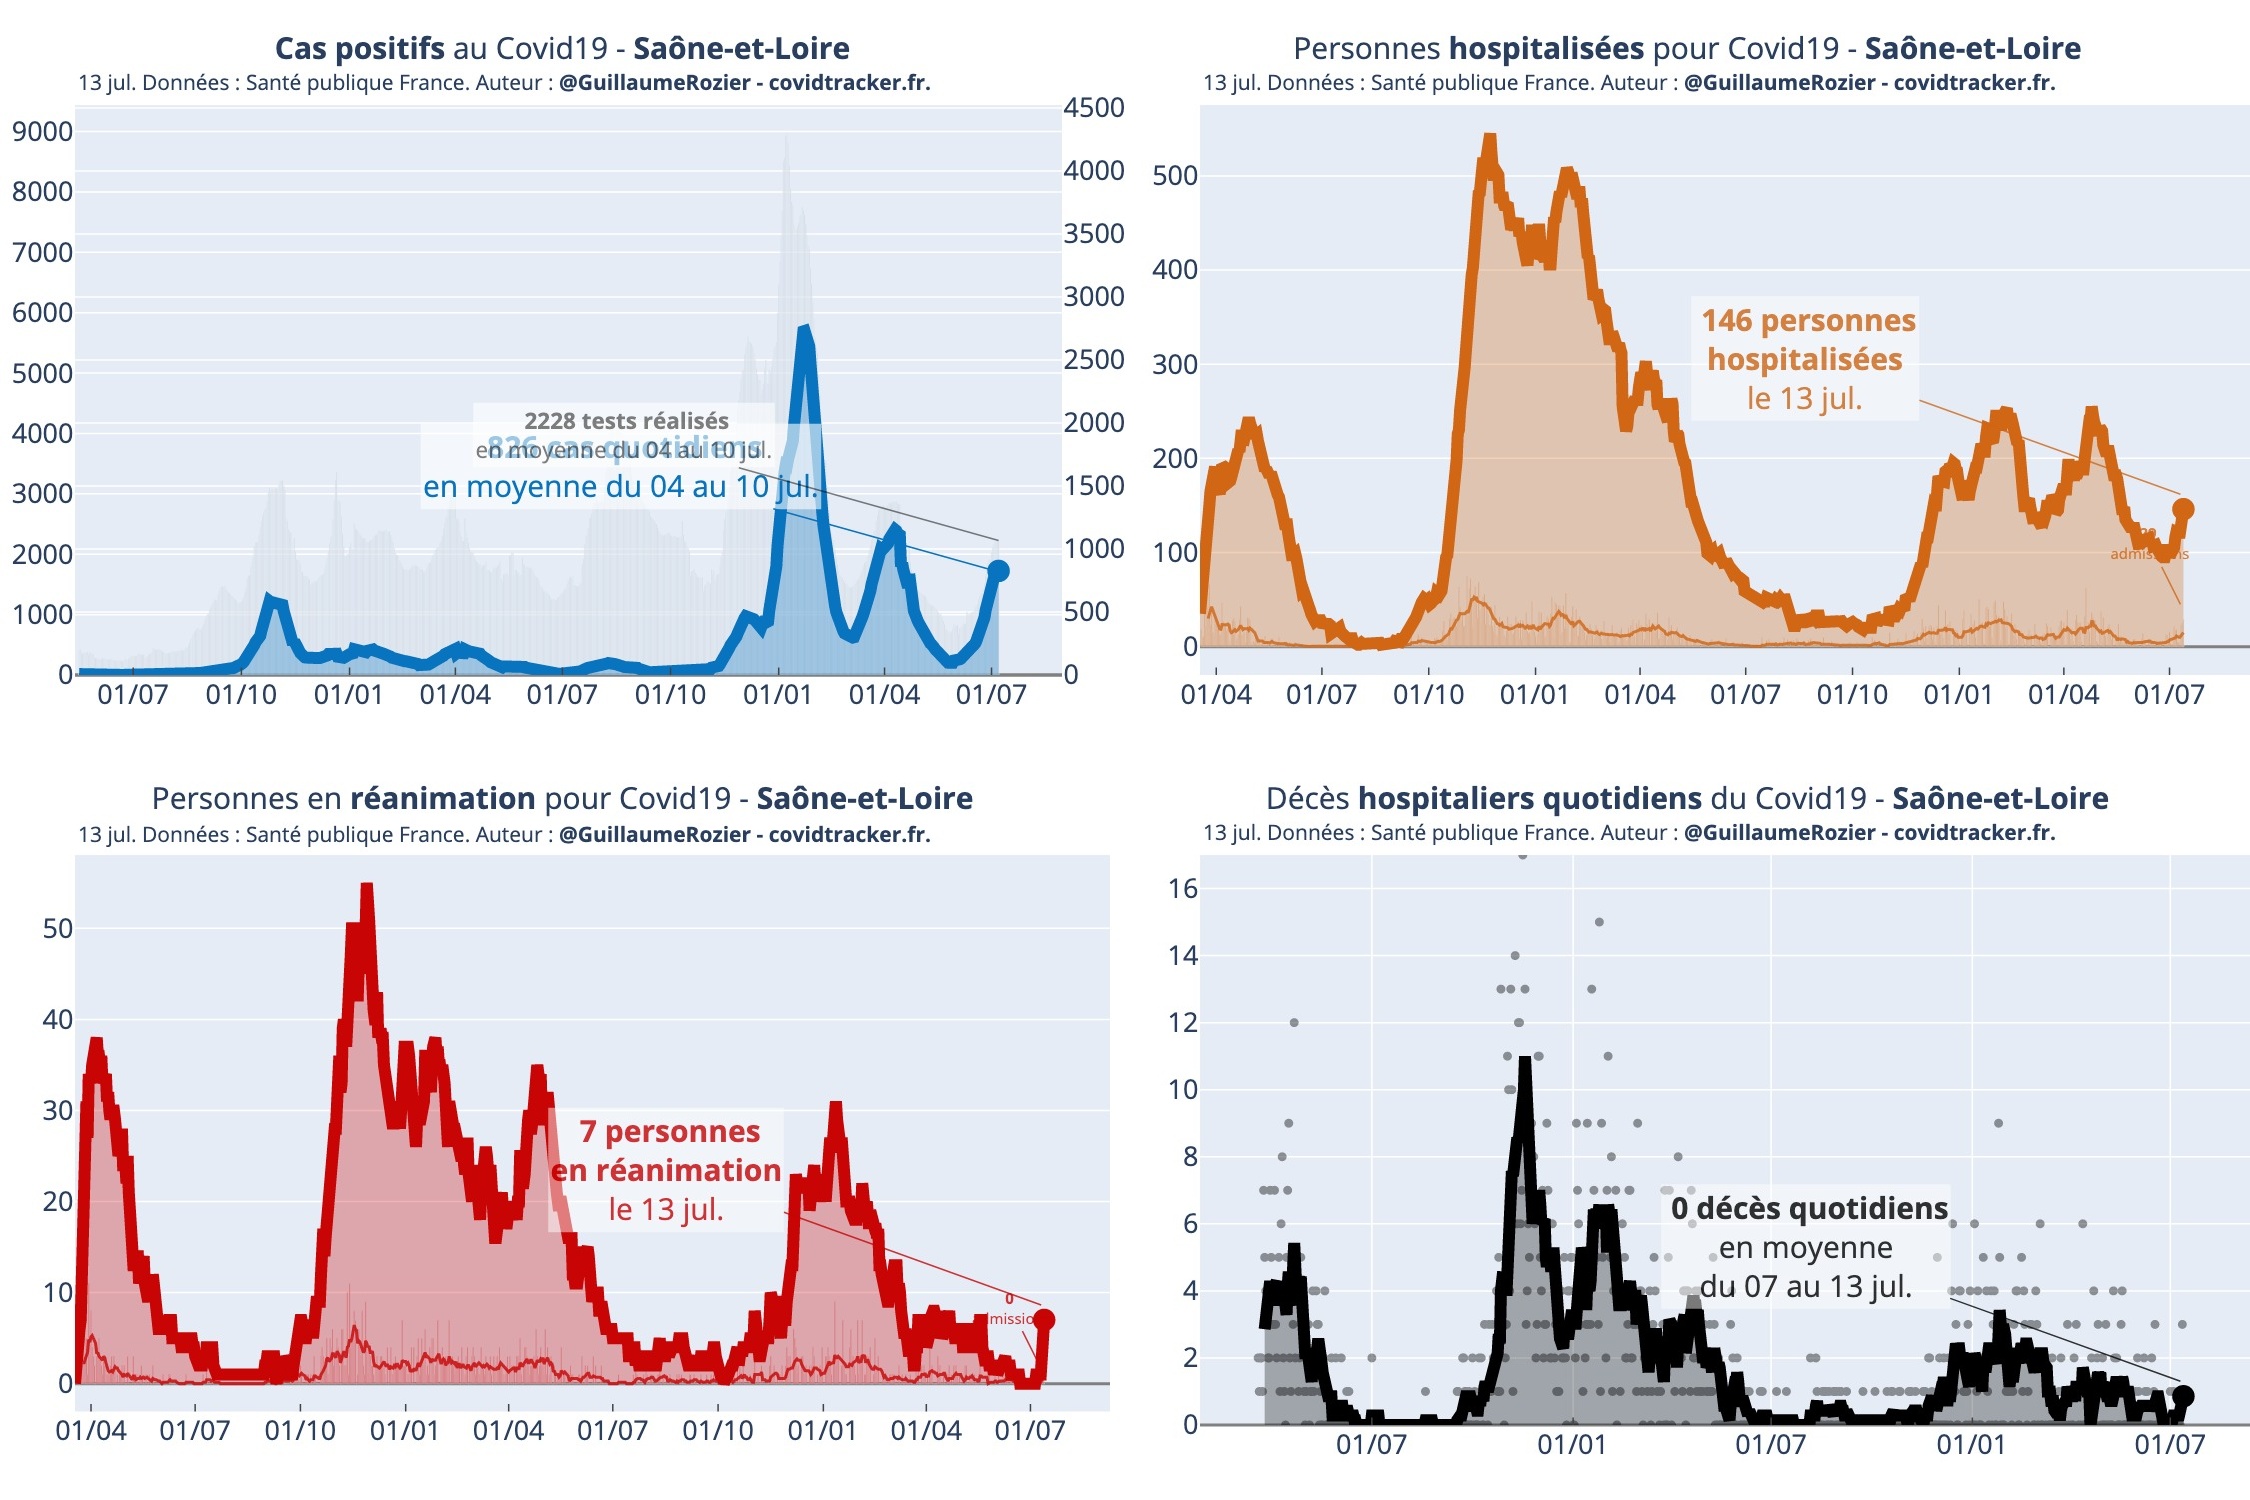 Cas positifs au Covid19 - Saône-et-Loire
13 jul. Données : Santé publique France. Auteur : @GuillaumeRozier - covidtracker.fr.
9000
8000
7000
6000
5000
4000
3000
2000
1000
0
4500
4000
3500
3000
2500
2000
1500
1000
500
0
2228 tests réalisés
en moyenne du 04 au 10 jul.
826 cas quotidiens
en moyenne du 04 au 10 jul.
01/07 01/10 01/01 01/04 01/07 01/10 01/01 01/04 01/07
Personnes hospitalisées pour Covid19 - Saône-et-Loire
13 jul. Données : Santé publique France. Auteur : @GuillaumeRozier - covidtracker.fr.
500
400
300
200
100
0
146 personnes
hospitalisées
le 13 jul.
01/04 01/07 01/10 01/01 01/04 01/07 01/10 01/01 01/04 01/07
Personnes en réanimation pour Covid19 - Saône-et-Loire
13 jul. Données : Santé publique France. Auteur : @GuillaumeRozier - covidtracker.fr.
50
40
30
20
10
0
7 personnes
en réanimation
le 13 jul.
0
01/04 01/07 01/10 01/01 01/04 01/07 01/10 01/01 01/04 01/07
Décès hospitaliers quotidiens du Covid19 - Saône-et-Loire
13 jul. Données : Santé publique France. Auteur : @GuillaumeRozier - covidtracker.fr.
16
14
12
10
8
6
4
2
0
0 décès quotidiens
en moyenne
du 07 au 13 jul.
01/07 01/01 01/07 01/01 01/07